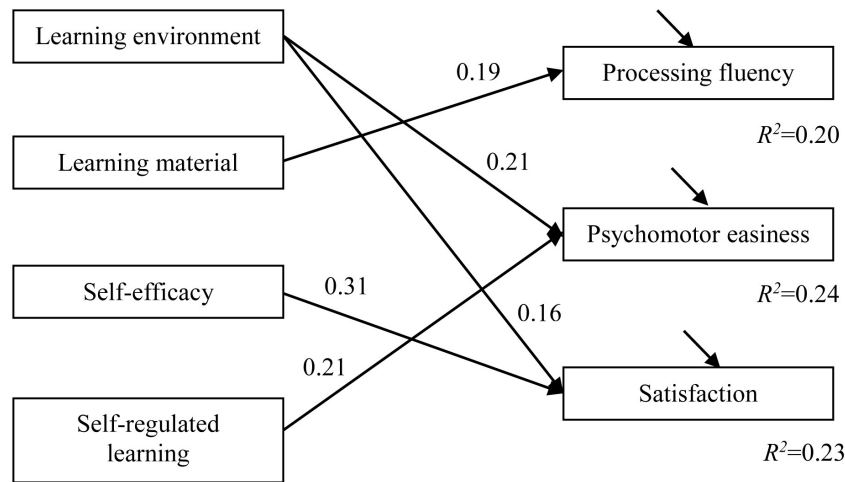 Learning environment
Processing fluency
0.19
R²=0.20
Learning material
0.21
Psychomotor easiness
Self-efficacy
0.31
R²=0.24
0.16
0.21
Satisfaction
Self-regulated
learning
R²=0.23